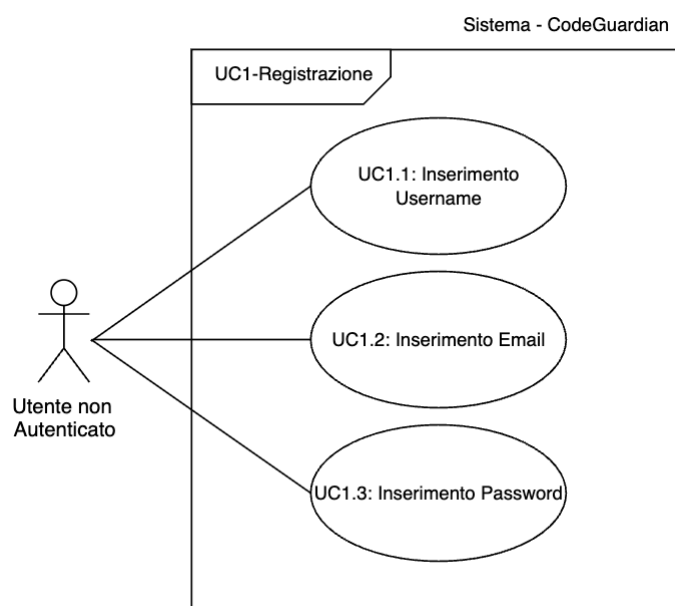 Sistema - CodeGuardian
UC1-Registrazione
UC1.1: Inserimento
Username
UC1.2: Inserimento Email
Utente non
Autenticato
UC1.3: Inserimento Password